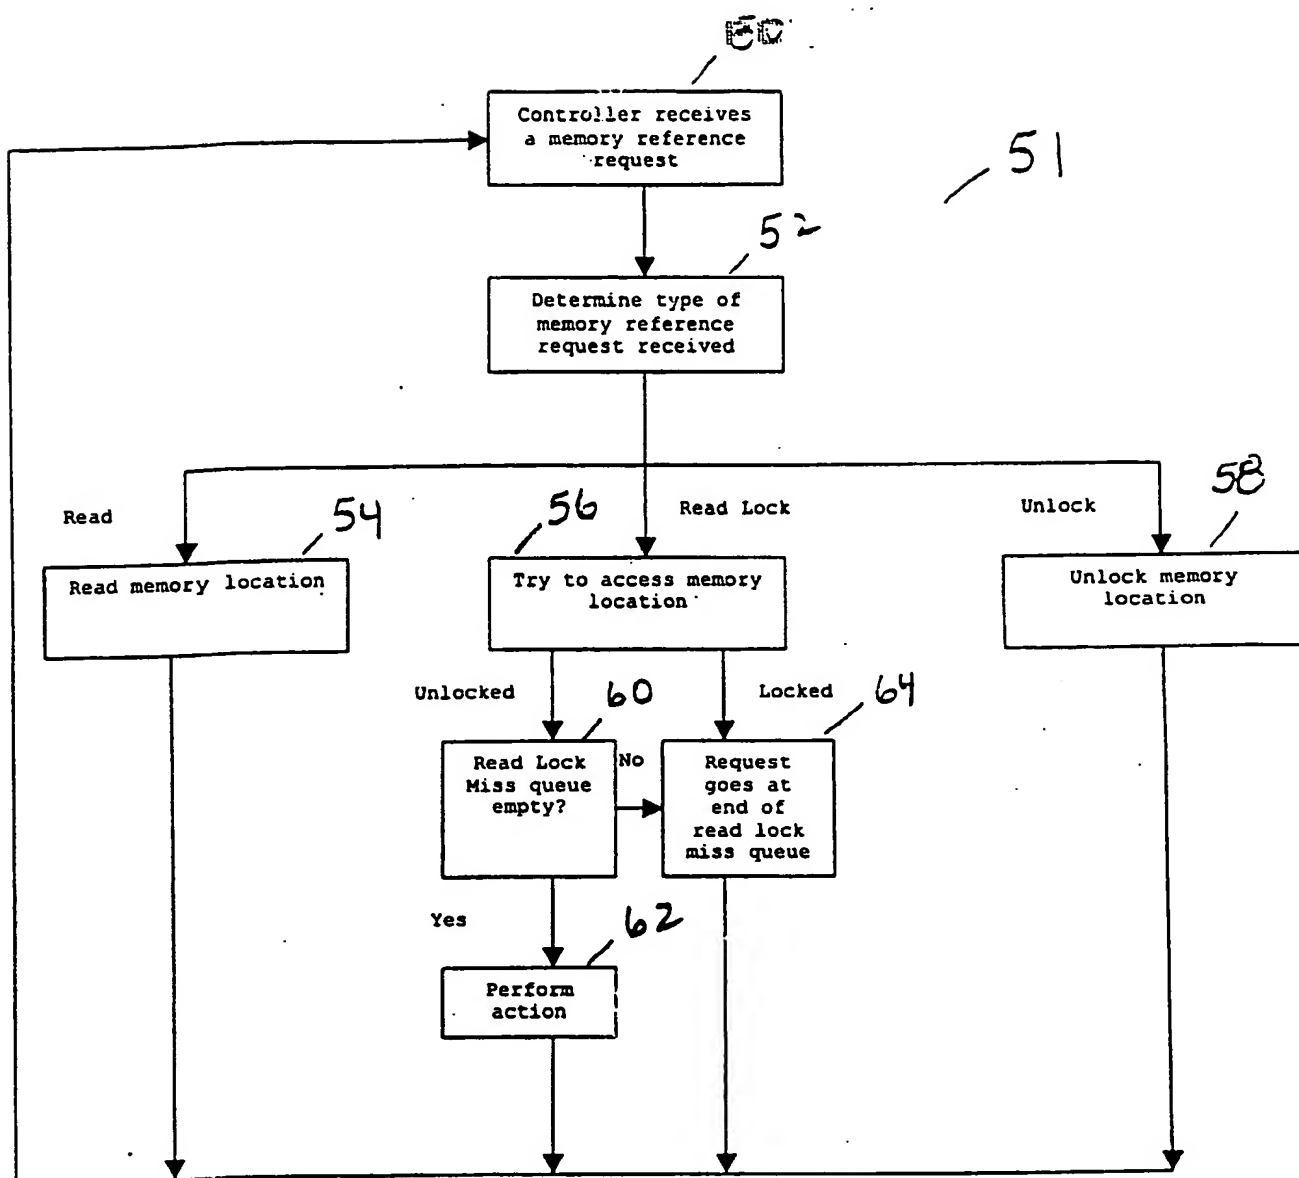 Controller receives
a memory reference
request
51
52
Determine type of
memory reference
request received
Read
54
56
Read Lock
Unlock
58
Read memory location
Try to access memory
location
Unlock memory
location
Unlocked
60
Locked
64
Read Lock
Miss queue
empty?
No
Request
goes at
end of
read lock
miss queue
Yes
62
Perform
action